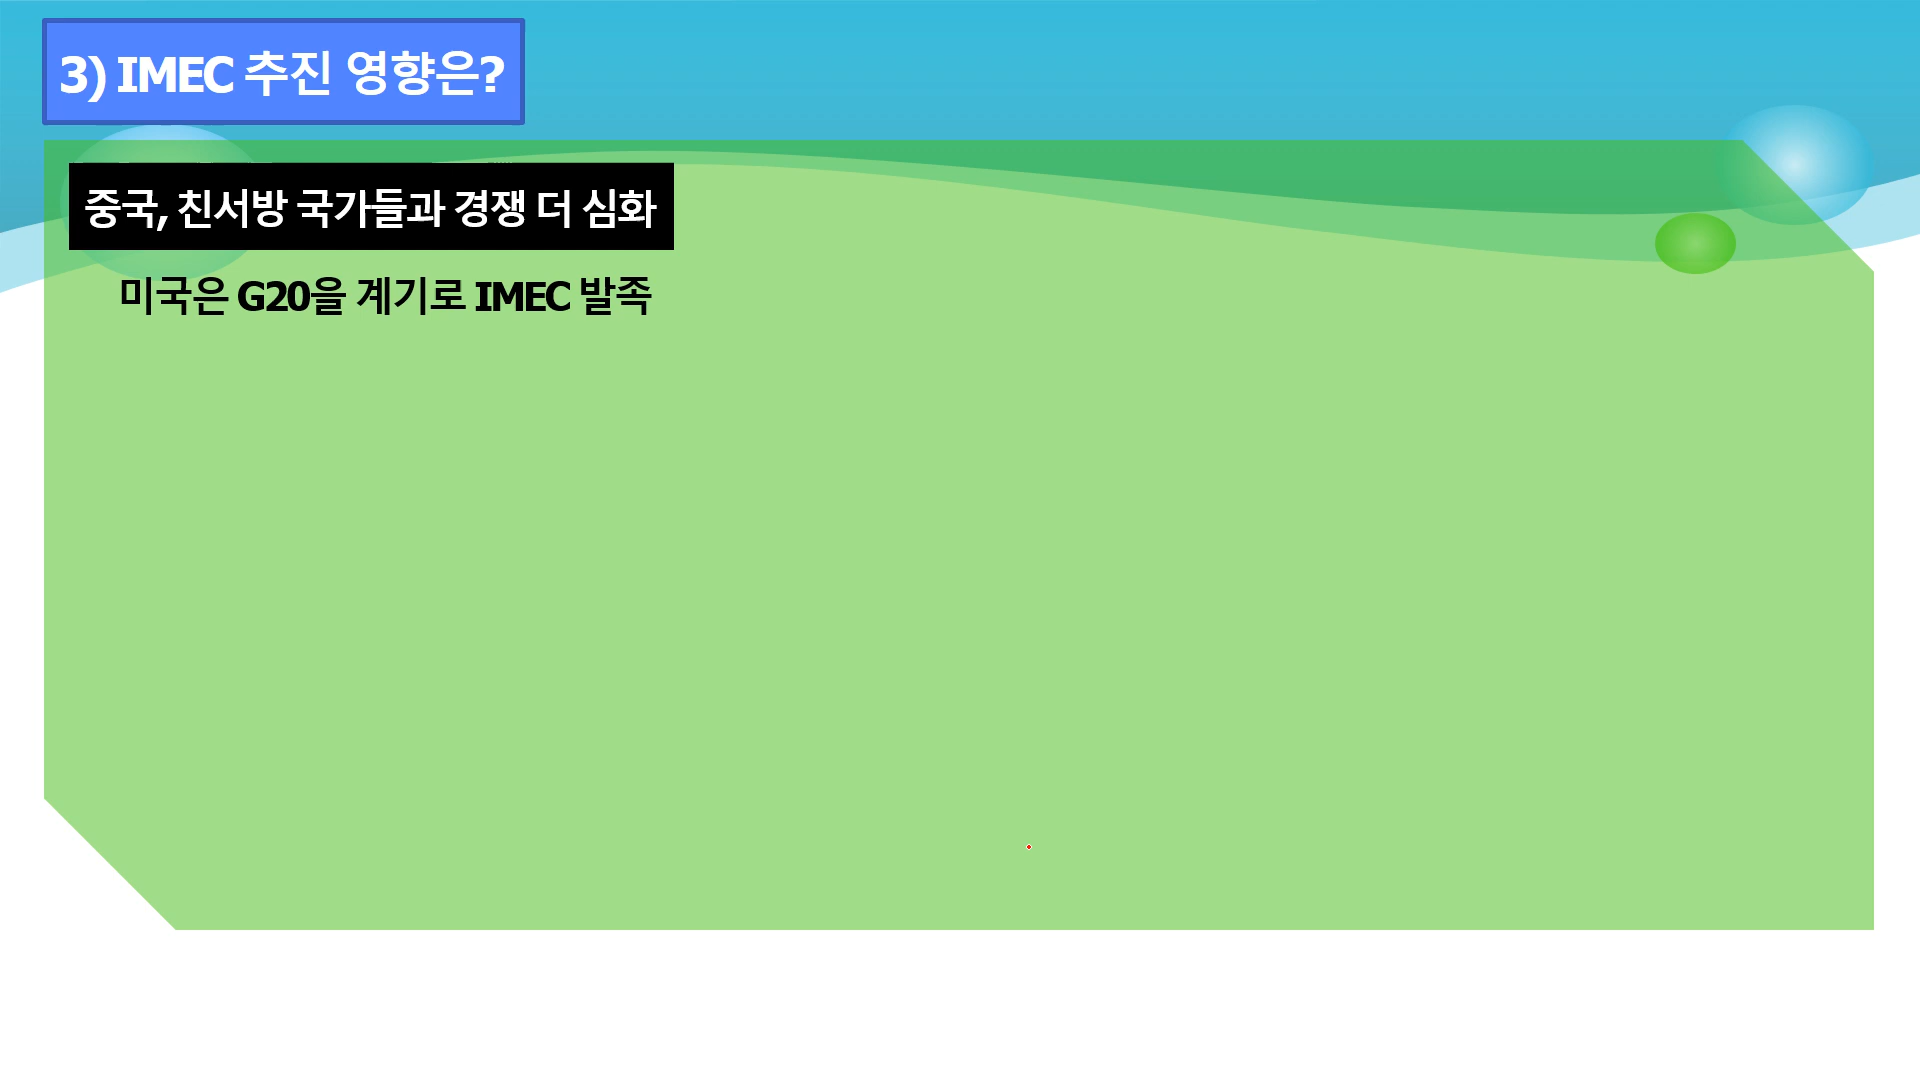 3) IMEC 추진 영향은?
중국, 친서방 국가들과 경쟁 더 심화
미국은 G20을 계기로 IMEC 발족